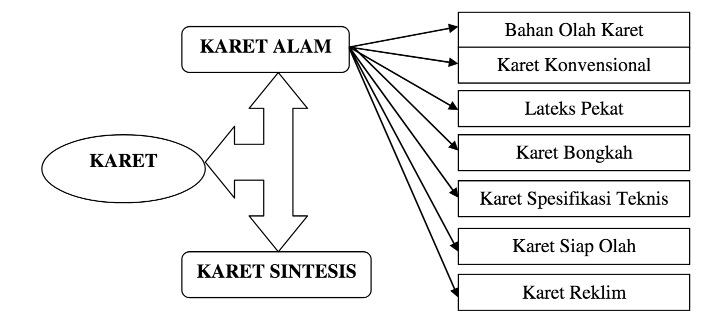 KARET
KARET ALAM
KARET SINTESIS
Bahan Olah Karet
Karet Konvensional
Lateks Pekat
Karet Bongkah
Karet Spesifikasi Teknis
Karet Siap Olah
Karet Reklim